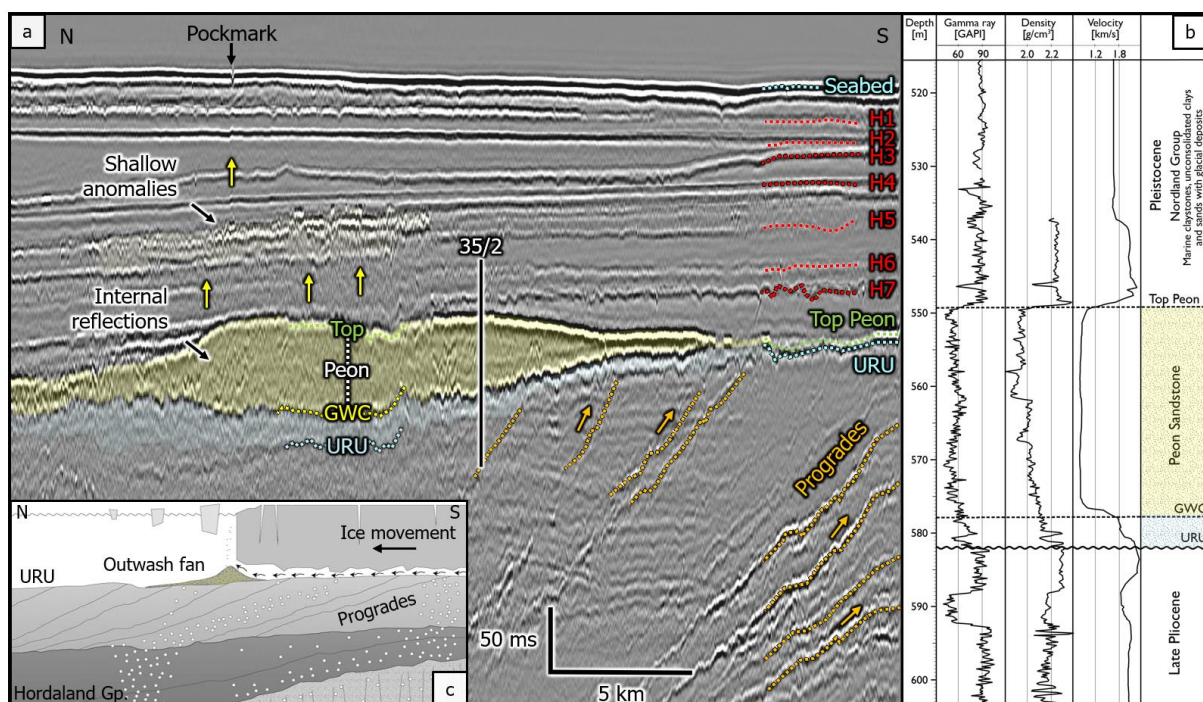 a
N
S
Pockmark
Seabed
H1
H2
H3
Shallow
anomalies
H4
H5
35/2
H6
H7
Internal
reflections
Top
Top Peon
Peon
URU
GWC
URU
Progrades
50 ms
5 km
N
S
Ice movement
Outwash fan
URU
Progrades
Hordaland Gp.
c
b
Depth
[m]
Gamma ray
[GAPI]
60 90
Density
[g/cm³]
2.0 2.2
Velocity
[km/s]
1.2 1.8
520
530
540
550
560
570
580
590
600
Pleistocene
Nordland Group
Marine claystones, unconsolidated clays
and sands with glacial deposits
Top Peon
Peon Sandstone
GWC
URU
Late Pliocene